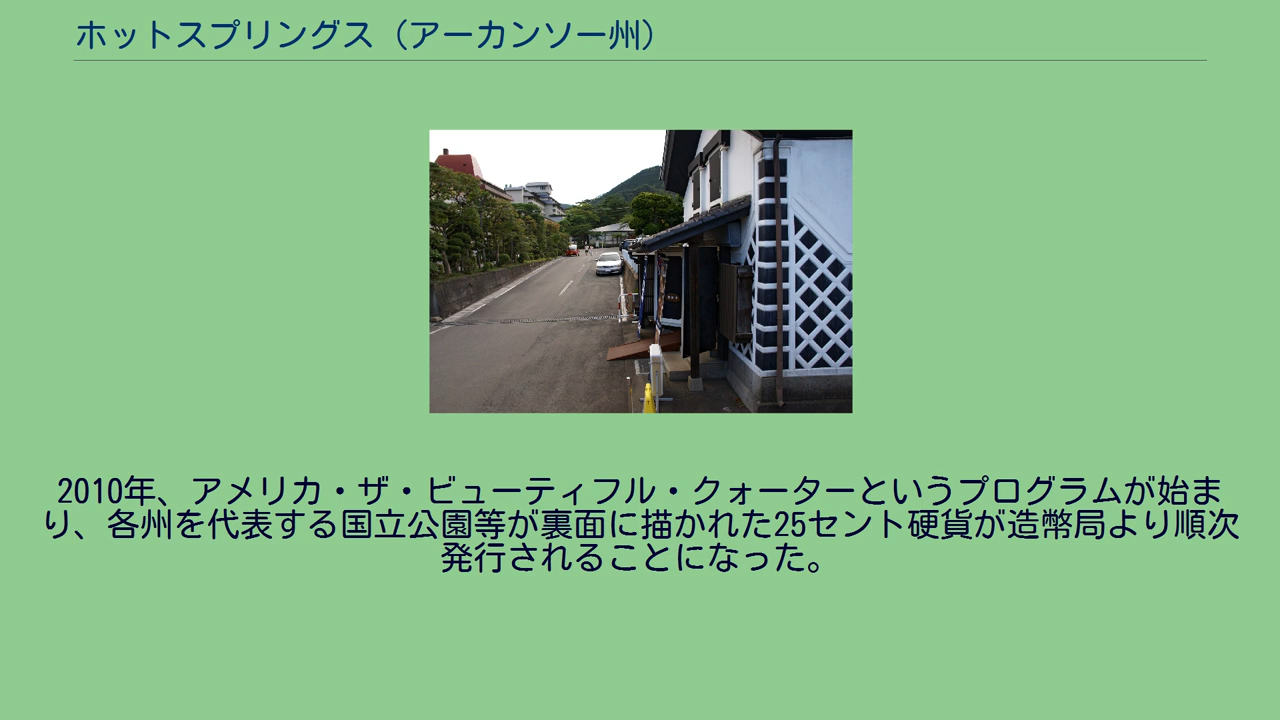 ホットスプリングス（アーカンソー州）
2010年、アメリカ・ザ・ビューティフル・クォーターというプログラムが始ま
り、各州を代表する国立公園等が裏面に描かれた25セント硬貨が造幣局より順次
発行されることになった。